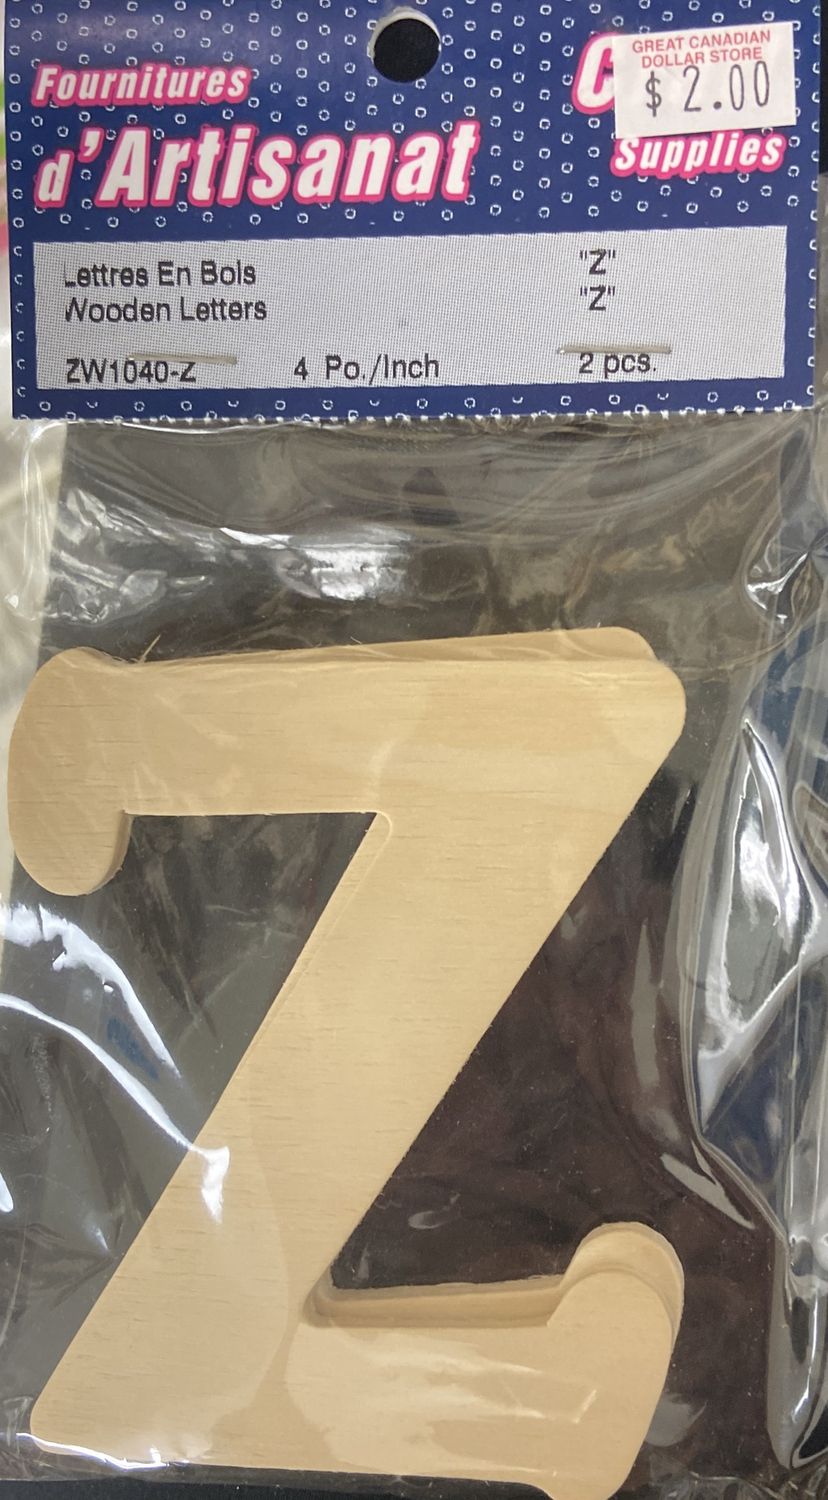 Fournitures
d'Artisanat
C
Supplies
GREAT CANADIAN
DOLLAR STORE
$ 2.00
Lettres En Bois "Z"
Wooden Letters "Z"
ZW1040-Z 4 Po./Inch 2 pcs.